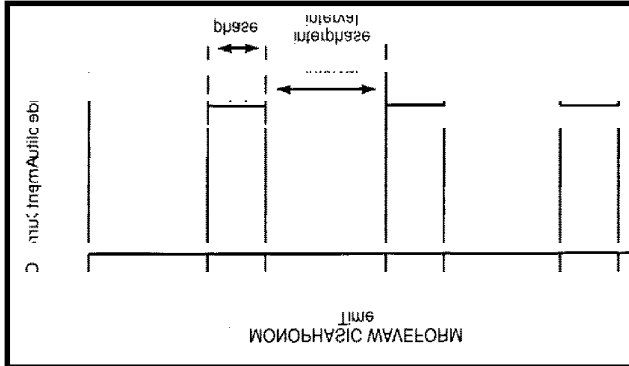 MONOPHASIC WAVEFORM
Time
phase
interphase
interval